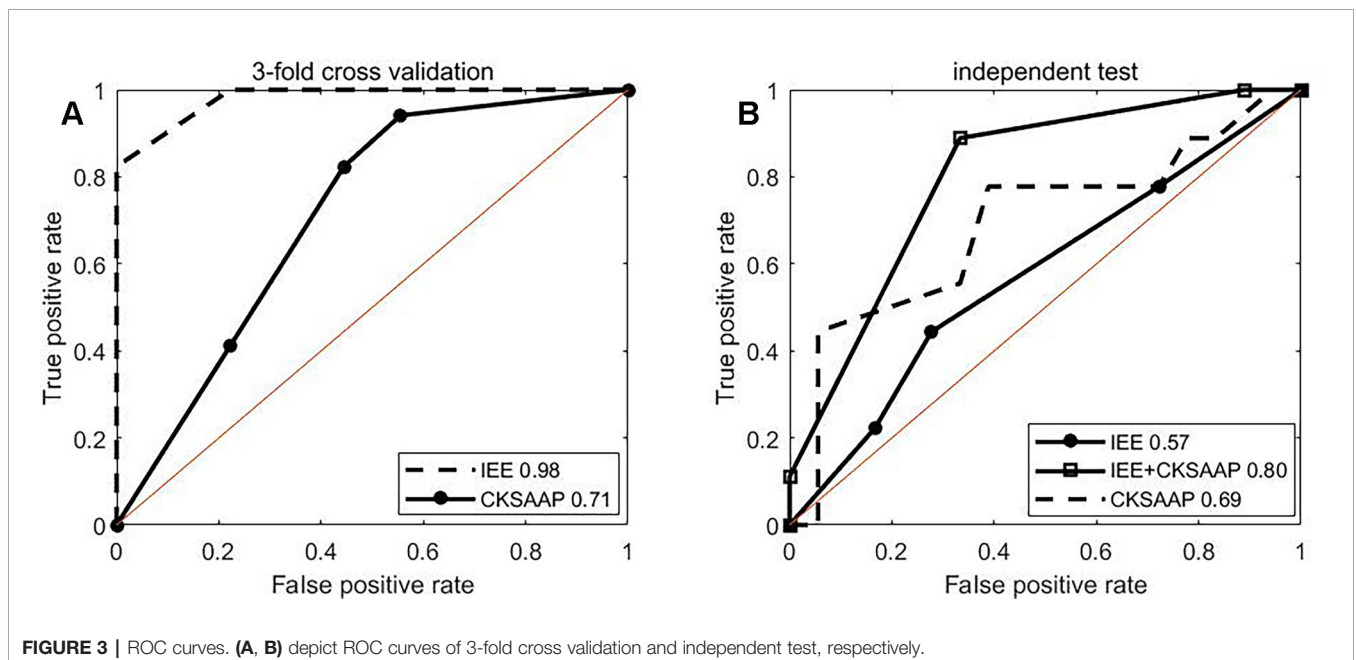 3-fold cross validation
A
1
0.8
0.6
0.4
0.2
0
True positive rate
0 0.2 0.4 0.6 0.8 1
False positive rate
IEE 0.98
CKSAAP 0.71
independent test
B
1
0.8
0.6
0.4
0.2
0
True positive rate
0 0.2 0.4 0.6 0.8 1
False positive rate
IEE 0.57
IEE+CKSAAP 0.80
CKSAAP 0.69
FIGURE 3 | ROC curves. (A, B) depict ROC curves of 3-fold cross validation and independent test, respectively.